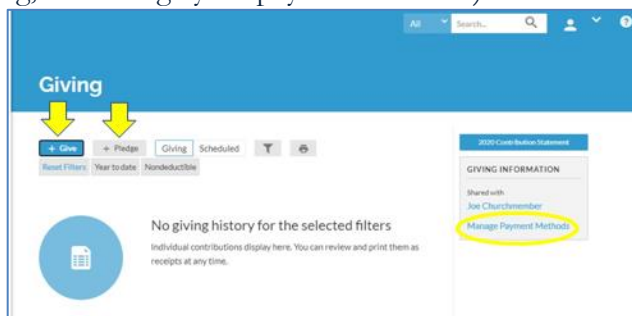 All Search...
Giving
+ Give + Pledge Giving Scheduled
Reset Filters Year to date Nondeductible
No giving history for the selected filters
Individual contributions display here. You can review and print them as
receipts at any time.
2020 Contribution Statement
GIVING INFORMATION
Shared with
Joe Churchmember
Manage Payment Methods